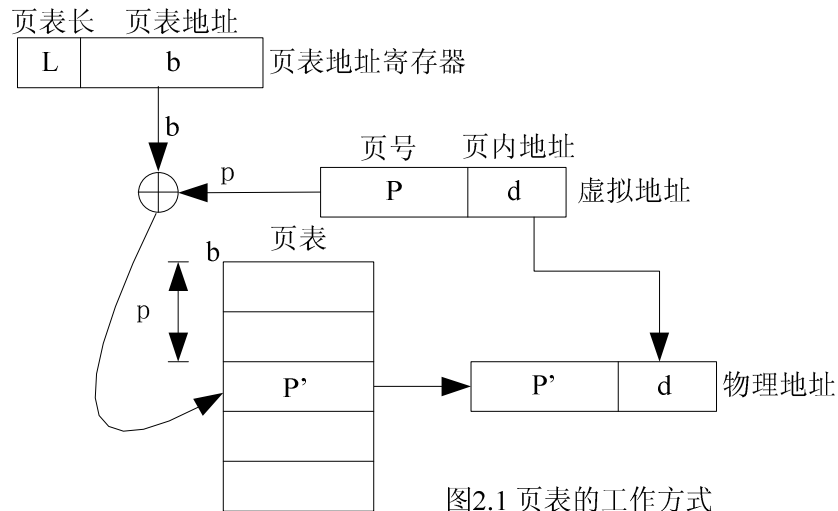 页表长 页表地址
L b 页表地址寄存器
b
页号 页内地址
p P d 虚拟地址
页表
b
p
P’ P’ d 物理地址
图2.1 页表的工作方式